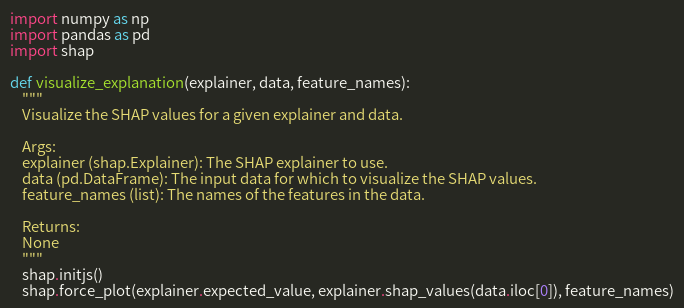 import numpy as np
import pandas as pd
import shap

def visualize_explanation(explainer, data, feature_names):
    """
    Visualize the SHAP values for a given explainer and data.

    Args:
    explainer (shap.Explainer): The SHAP explainer to use.
    data (pd.DataFrame): The input data for which to visualize the SHAP values.
    feature_names (list): The names of the features in the data.

    Returns:
    None
    """
    shap.initjs()
    shap.force_plot(explainer.expected_value, explainer.shap_values(data.iloc[0]), feature_names)